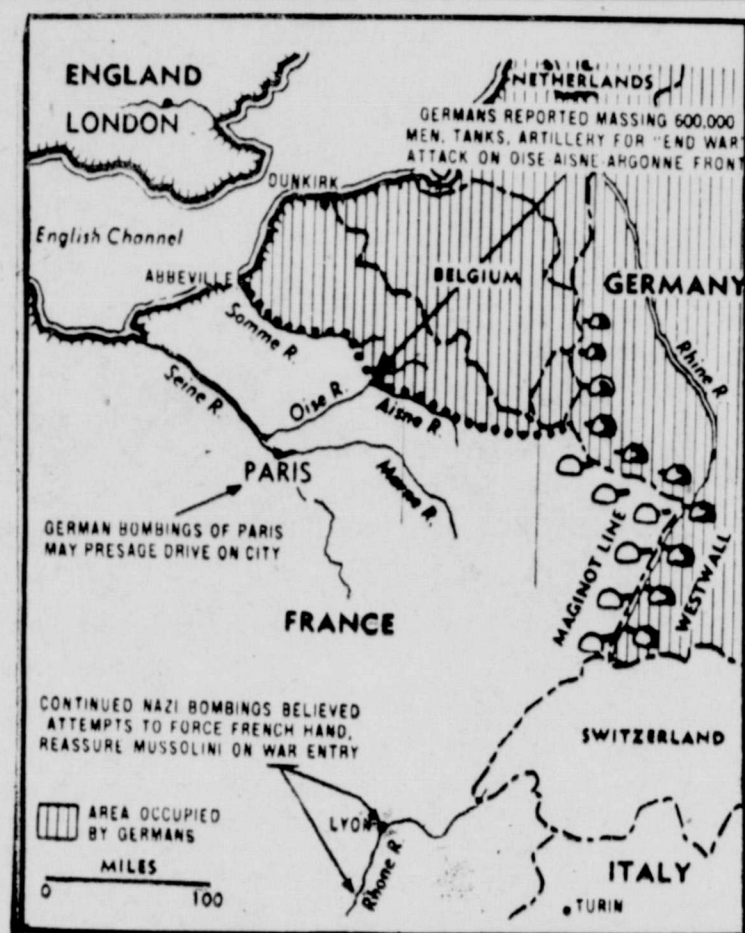 ENGLAND
LONDON
NETHERLANDS
GERMANS REPORTED MASSING 600,000
MEN, TANKS, ARTILLERY FOR "END WAR"
ATTACK ON OISE-AISNE-ARGONNE FRONT
DUNKIRK
English Channel
ABBEVILLE
BELGIUM
GERMANY
Somme R.
Rhine R.
Seine R.
Oise R.
Aisne R.
PARIS
Marne R.
GERMAN BOMBINGS OF PARIS
MAY PRESAGE DRIVE ON CITY
MAGINOT LINE
WESTWALL
FRANCE
CONTINUED NAZI BOMBINGS BELIEVED
ATTEMPTS TO FORCE FRENCH HAND,
REASSURE MUSSOLINI ON WAR ENTRY
SWITZERLAND
AREA OCCUPIED
BY GERMANS
LYON
MILES
0 100
Rhone R.
ITALY
TURIN